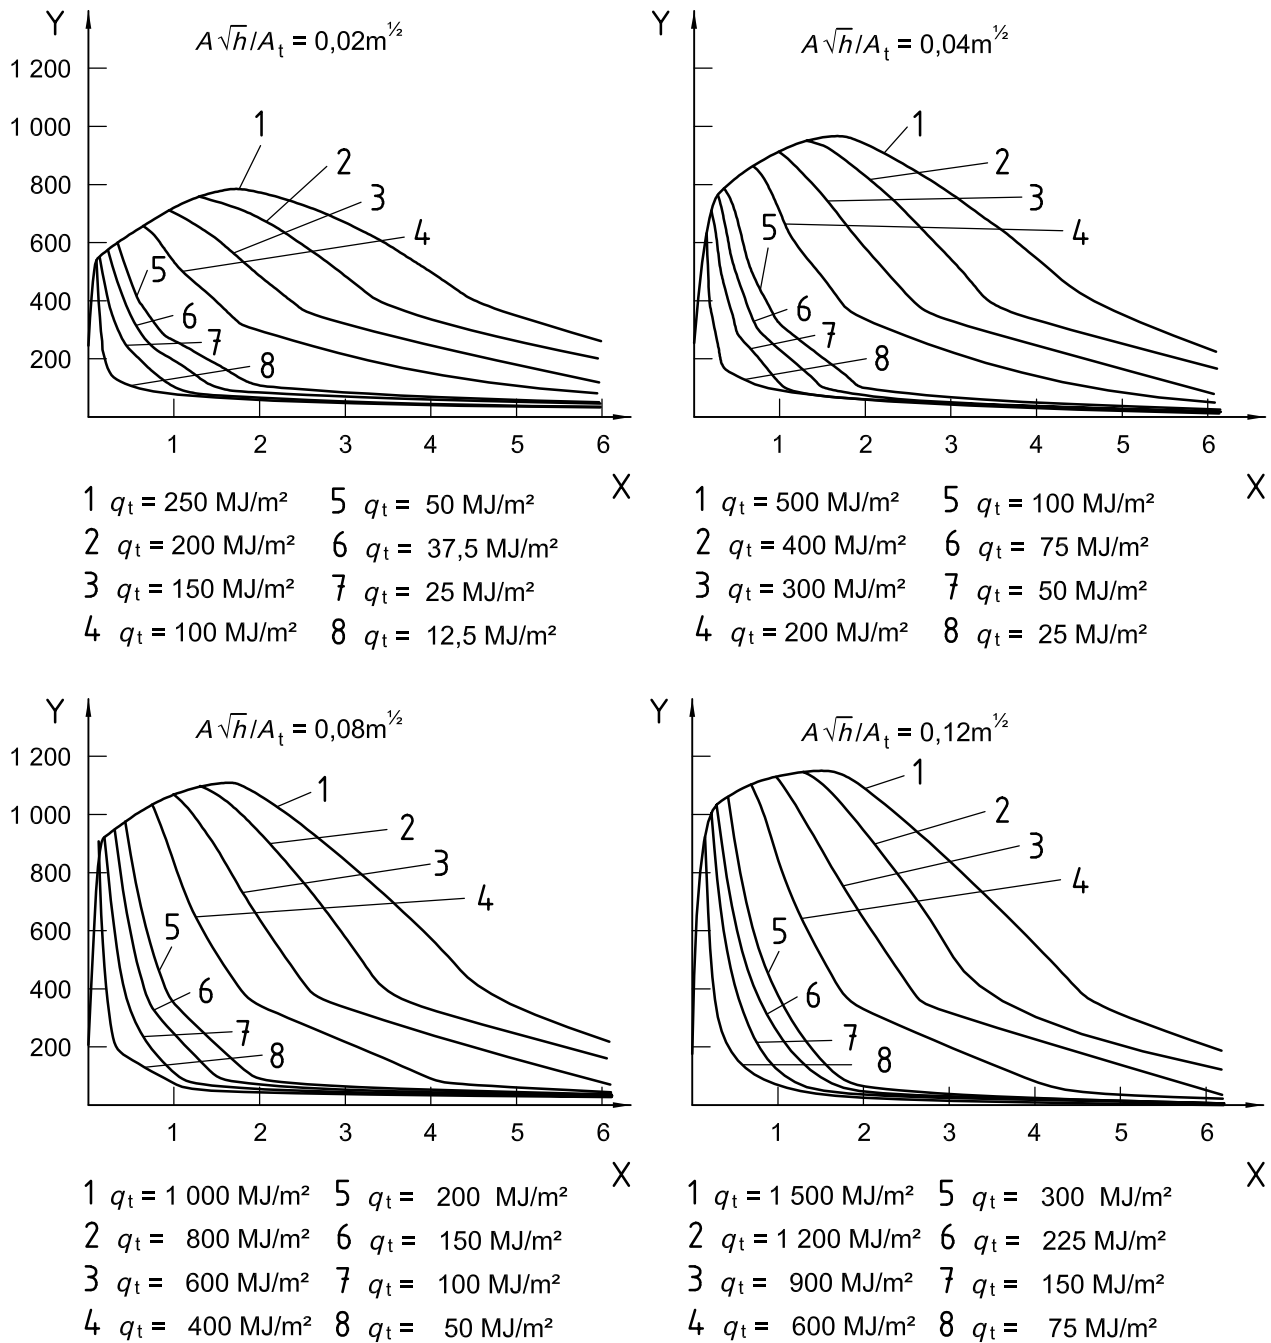 Y
A√h/At = 0,02m½
1 200
1 000
800
600
400
200
1
2
3
4
5
6
7
8
1 2 3 4 5 6
X
1 qt = 250 MJ/m² 5 qt = 50 MJ/m²
2 qt = 200 MJ/m² 6 qt = 37,5 MJ/m²
3 qt = 150 MJ/m² 7 qt = 25 MJ/m²
4 qt = 100 MJ/m² 8 qt = 12,5 MJ/m²
Y
A√h/At = 0,04m½
1
2
3
4
5
6
7
8
1 2 3 4 5 6
X
1 qt = 500 MJ/m² 5 qt = 100 MJ/m²
2 qt = 400 MJ/m² 6 qt = 75 MJ/m²
3 qt = 300 MJ/m² 7 qt = 50 MJ/m²
4 qt = 200 MJ/m² 8 qt = 25 MJ/m²
Y
A√h/At = 0,08m½
1 200
1 000
800
600
400
200
1
2
3
4
5
6
7
8
1 2 3 4 5 6
X
1 qt = 1 000 MJ/m² 5 qt = 200 MJ/m²
2 qt = 800 MJ/m² 6 qt = 150 MJ/m²
3 qt = 600 MJ/m² 7 qt = 100 MJ/m²
4 qt = 400 MJ/m² 8 qt = 50 MJ/m²
Y
A√h/At = 0,12m½
1
2
3
4
5
6
7
8
1 2 3 4 5 6
X
1 qt = 1 500 MJ/m² 5 qt = 300 MJ/m²
2 qt = 1 200 MJ/m² 6 qt = 225 MJ/m²
3 qt = 900 MJ/m² 7 qt = 150 MJ/m²
4 qt = 600 MJ/m² 8 qt = 75 MJ/m²